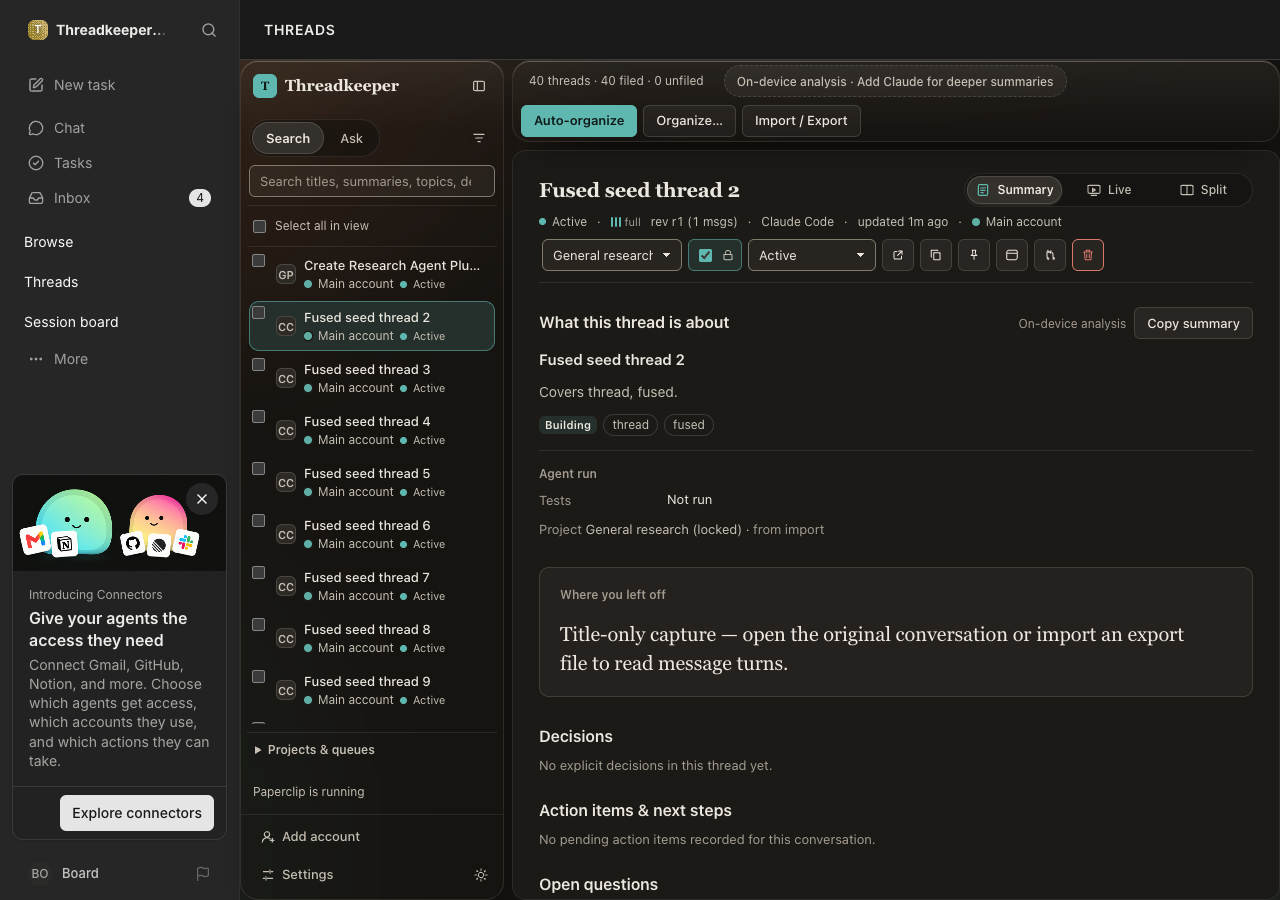 T Threadkeeper...
New task
Chat
Tasks
Inbox 4
Browse
Threads
Session board
More
Introducing Connectors
Give your agents the
access they need
Connect Gmail, GitHub,
Notion, and more. Choose
which agents get access,
which accounts they use,
and which actions they can
take.
Explore connectors
BO Board
THREADS
T Threadkeeper
Search Ask
Search titles, summaries, topics, de
Select all in view
GP Create Research Agent Plu...
Main account Active
CC Fused seed thread 2
Main account Active
CC Fused seed thread 3
Main account Active
CC Fused seed thread 4
Main account Active
CC Fused seed thread 5
Main account Active
CC Fused seed thread 6
Main account Active
CC Fused seed thread 7
Main account Active
CC Fused seed thread 8
Main account Active
CC Fused seed thread 9
Main account Active
Projects & queues
Paperclip is running
Add account
Settings
40 threads · 40 filed · 0 unfiled On-device analysis · Add Claude for deeper summaries
Auto-organize Organize... Import / Export
Fused seed thread 2 Summary Live Split
Active · full rev r1 (1 msgs) · Claude Code · updated 1m ago · Main account
General research Active
What this thread is about On-device analysis Copy summary
Fused seed thread 2
Covers thread, fused.
Building thread fused
Agent run
Tests Not run
Project General research (locked) · from import
Where you left off
Title-only capture — open the original conversation or import an export
file to read message turns.
Decisions
No explicit decisions in this thread yet.
Action items & next steps
No pending action items recorded for this conversation.
Open questions